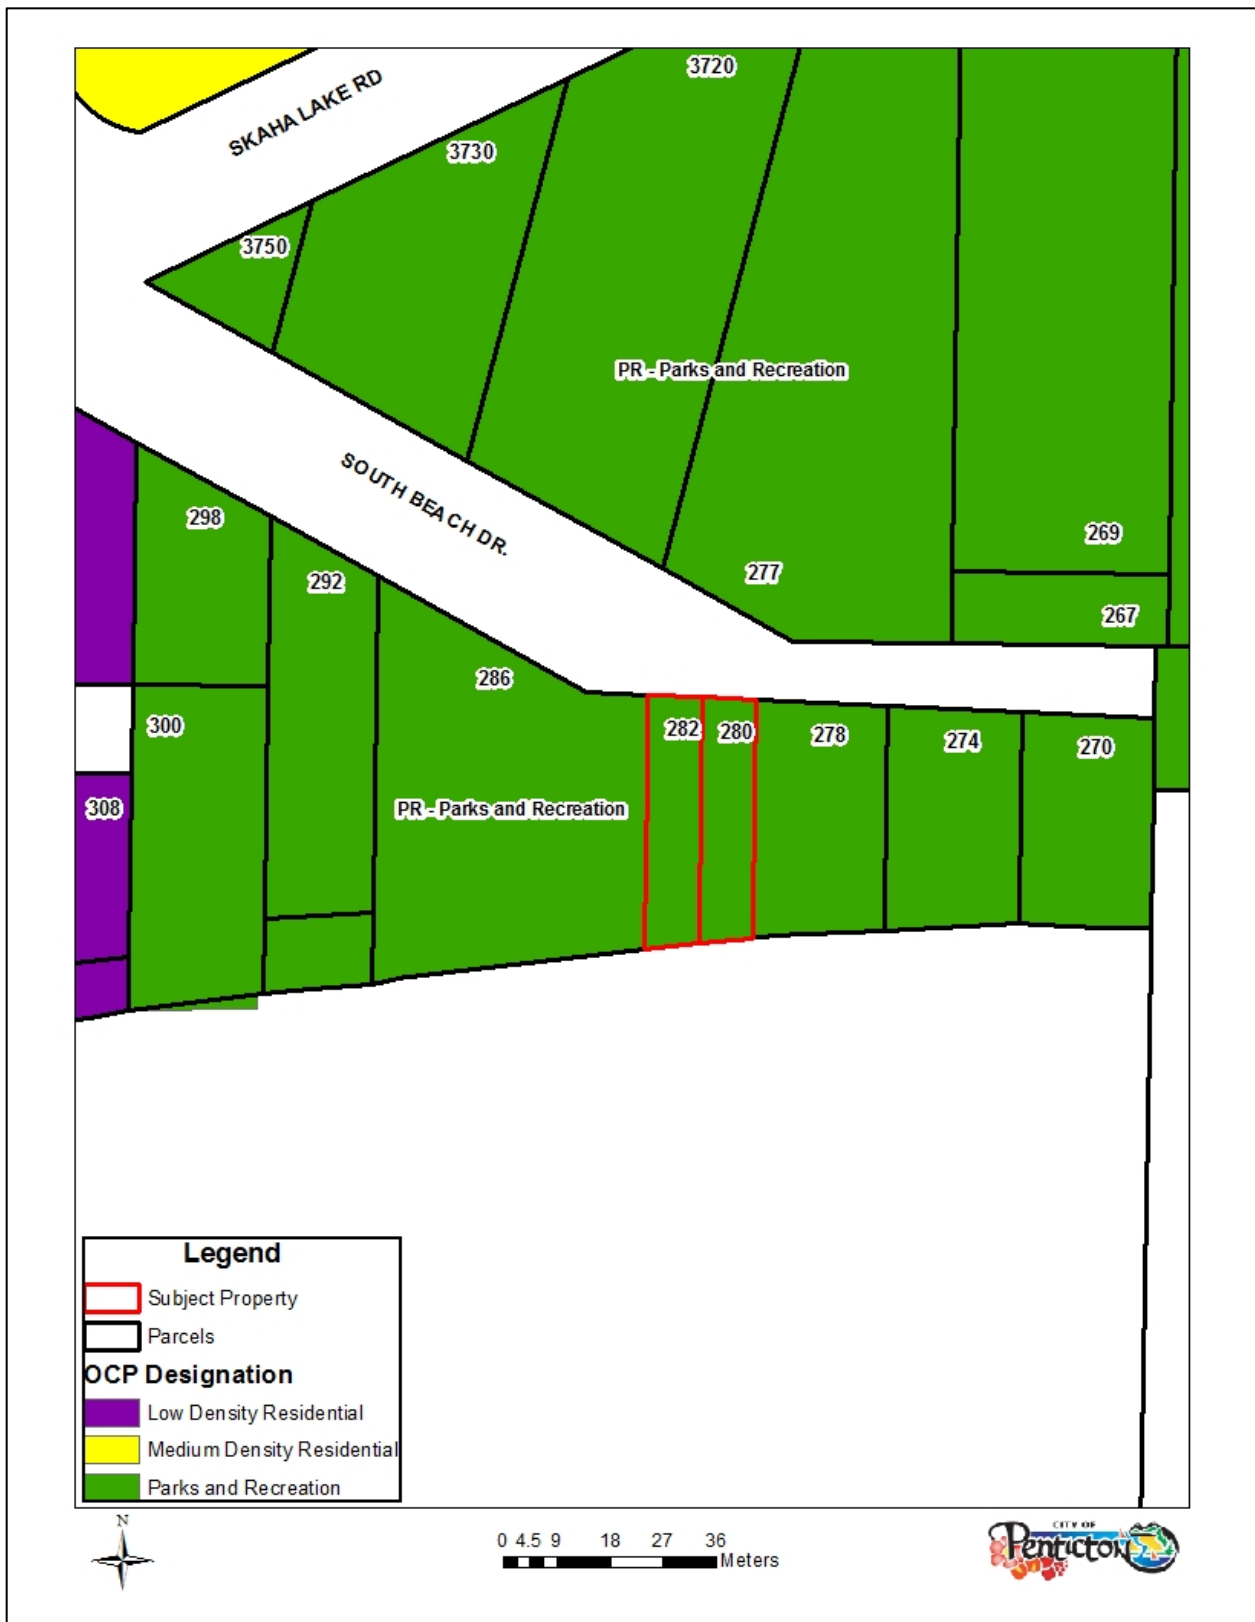 3720
SKAHA LAKE RD
3730
3750
PR - Parks and Recreation
SOUTH BEACH DR.
298
269
277
292
267
286
300
282
280
278
274
270
308
PR - Parks and Recreation
Legend
Subject Property
Parcels
OCP Designation
Low Density Residential
Medium Density Residential
Parks and Recreation
N
0 4.5 9 18 27 36
Meters
CITY OF
Penticton